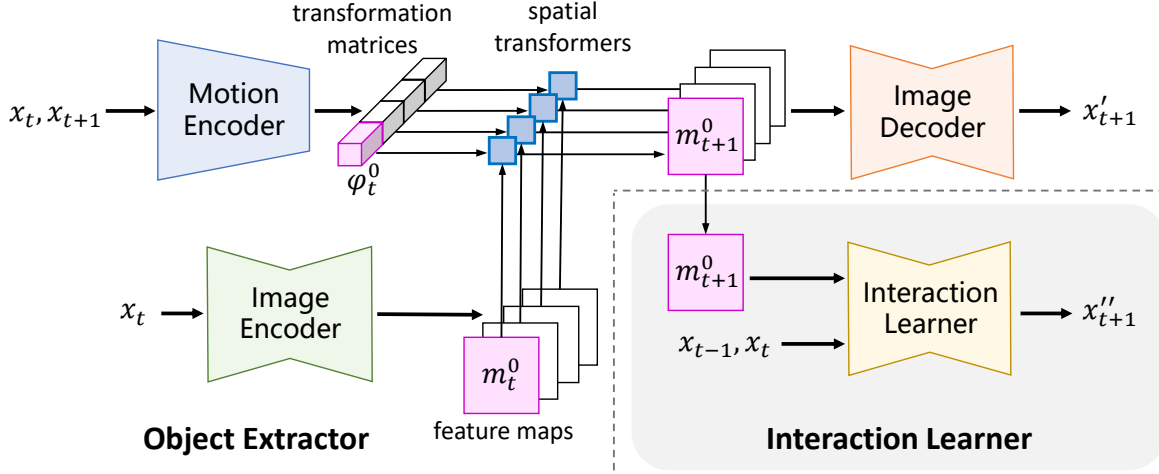 transformation
matrices
spatial
transformers
x_t, x_{t+1}
Motion
Encoder
φ_t^0
m_{t+1}^0
Image
Decoder
x'_{t+1}
x_t
Image
Encoder
m_t^0
feature maps
m_{t+1}^0
x_{t-1}, x_t
Interaction
Learner
x''_{t+1}
Object Extractor
Interaction Learner